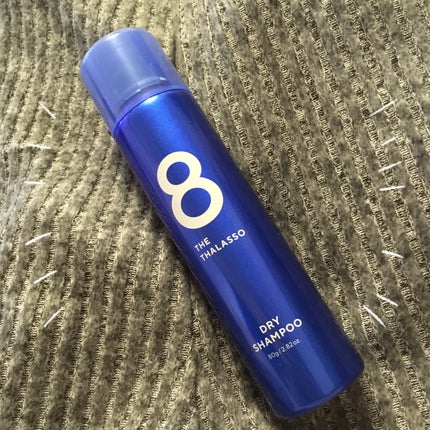 8
THE
THALASSO
DRY
SHAMPOO
80g/2.82oz.